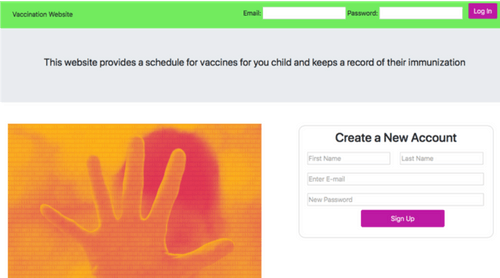 Vaccination Website Email: Password: Log In
This website provides a schedule for vaccines for you child and keeps a record of their immunization
Create a New Account
First Name Last Name
Enter E-mail
New Password
Sign Up